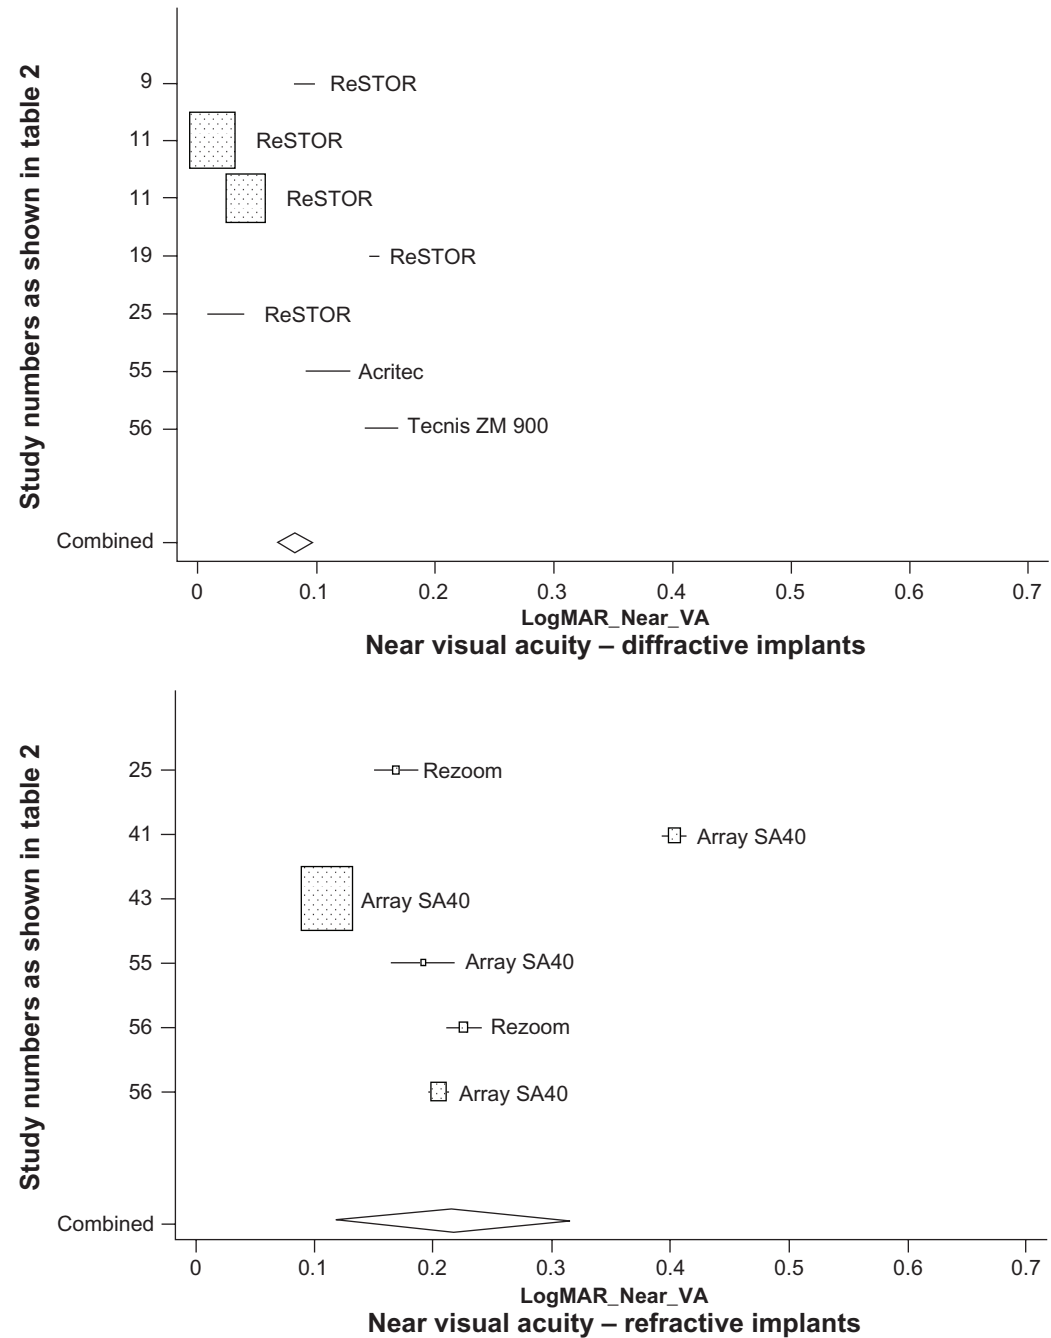 Study numbers as shown in table 2
9
ReSTOR
11
ReSTOR
11
ReSTOR
19
ReSTOR
25
ReSTOR
55
Acritec
56
Tecnis ZM 900
Combined
0 0.1 0.2 0.3 0.4 0.5 0.6 0.7
LogMAR_Near_VA
Near visual acuity – diffractive implants
Study numbers as shown in table 2
25
Rezoom
41
Array SA40
43
Array SA40
55
Array SA40
56
Rezoom
56
Array SA40
Combined
0 0.1 0.2 0.3 0.4 0.5 0.6 0.7
LogMAR_Near_VA
Near visual acuity – refractive implants